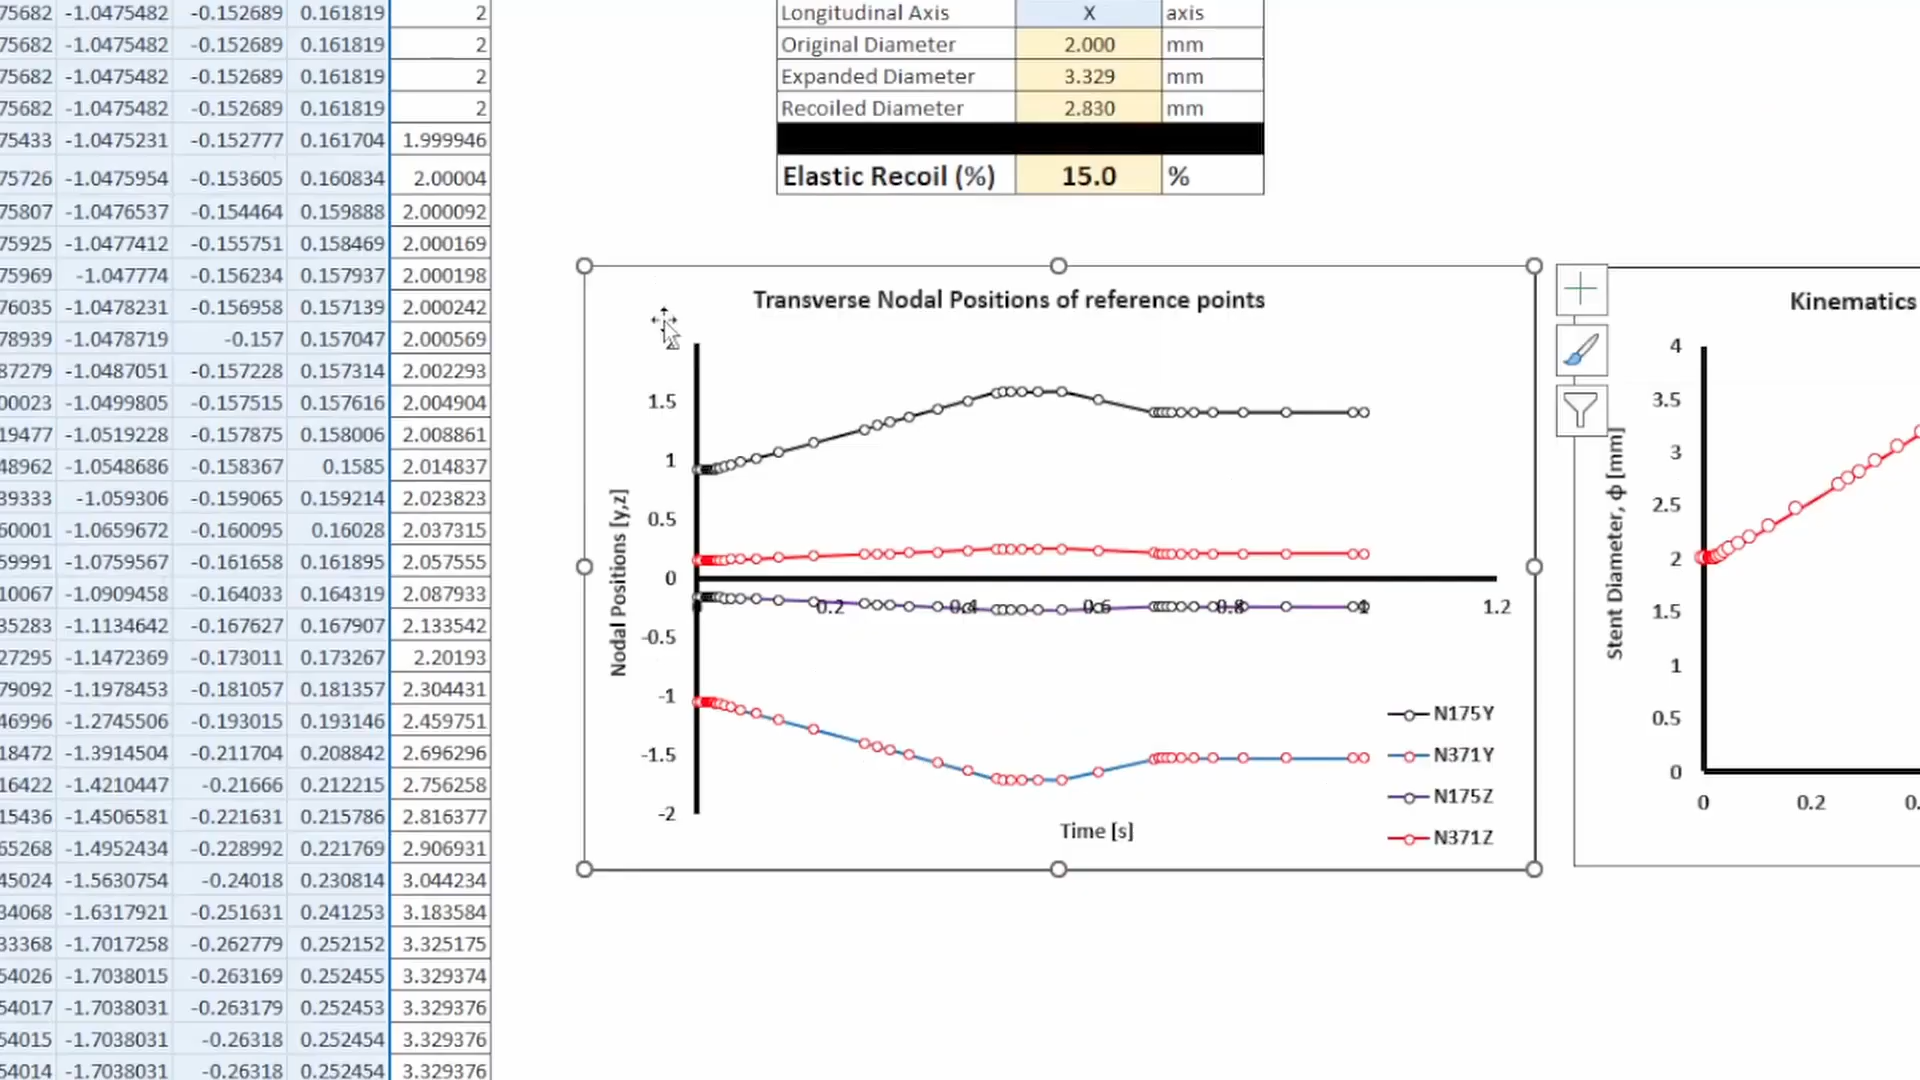 75682 -1.0475482 -0.152689 0.161819 2
75682 -1.0475482 -0.152689 0.161819 2
75682 -1.0475482 -0.152689 0.161819 2
75682 -1.0475482 -0.152689 0.161819 2
75433 -1.0475231 -0.152777 0.161704 1.999946
75726 -1.0475954 -0.153605 0.160834 2.00004
75807 -1.0476537 -0.154464 0.159888 2.000092
75925 -1.0477412 -0.155751 0.158469 2.000169
75969 -1.047774 -0.156234 0.157937 2.000198
76035 -1.0478231 -0.156958 0.157139 2.000242
78939 -1.0478719 -0.157 0.157047 2.000569
87279 -1.0487051 -0.157228 0.157314 2.002293
00023 -1.0499805 -0.157515 0.157616 2.004904
19477 -1.0519228 -0.157875 0.158006 2.008861
48962 -1.0548686 -0.158367 0.1585 2.014837
39333 -1.059306 -0.159065 0.159214 2.023823
60001 -1.0659672 -0.160095 0.16028 2.037315
59991 -1.0759567 -0.161658 0.161895 2.057555
10067 -1.0909458 -0.164033 0.164319 2.087933
35283 -1.1134642 -0.167627 0.167907 2.133542
27295 -1.1472369 -0.173011 0.173267 2.20193
79092 -1.1978453 -0.181057 0.181357 2.304431
46996 -1.2745506 -0.193015 0.193146 2.459751
18472 -1.3914504 -0.211704 0.208842 2.696296
16422 -1.4210447 -0.21666 0.212215 2.756258
15436 -1.4506581 -0.221631 0.215786 2.816377
65268 -1.4952434 -0.228992 0.221769 2.906931
45024 -1.5630754 -0.24018 0.230814 3.044234
34068 -1.6317921 -0.251631 0.241253 3.183584
33368 -1.7017258 -0.262779 0.252152 3.325175
54026 -1.7038015 -0.263169 0.252455 3.329374
54017 -1.7038031 -0.263179 0.252453 3.329376
54015 -1.7038031 -0.26318 0.252454 3.329376
54014 -1.7038031 -0.26318 0.252454 3.329376
Longitudinal Axis X axis
Original Diameter 2.000 mm
Expanded Diameter 3.329 mm
Recoiled Diameter 2.830 mm
Elastic Recoil (%) 15.0 %
Transverse Nodal Positions of reference points
Nodal Positions [y,z]
1.5
1
0.5
0
-0.5
-1
-1.5
-2
0.2 0.4 0.6 0.8 1 1.2
Time [s]
N175Y
N371Y
N175Z
N371Z
Kinematics
Stent Diameter, ϕ [mm]
4
3.5
3
2.5
2
1.5
1
0.5
0
0 0.2 0.